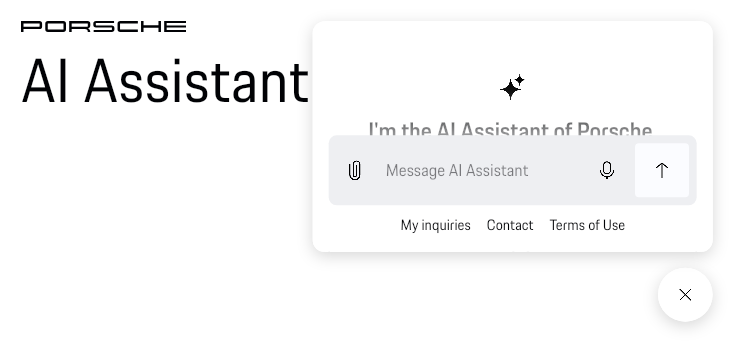 PORSCHE
AI Assistant
I'm the AI Assistant of Porsche
Message AI Assistant
My inquiries Contact Terms of Use